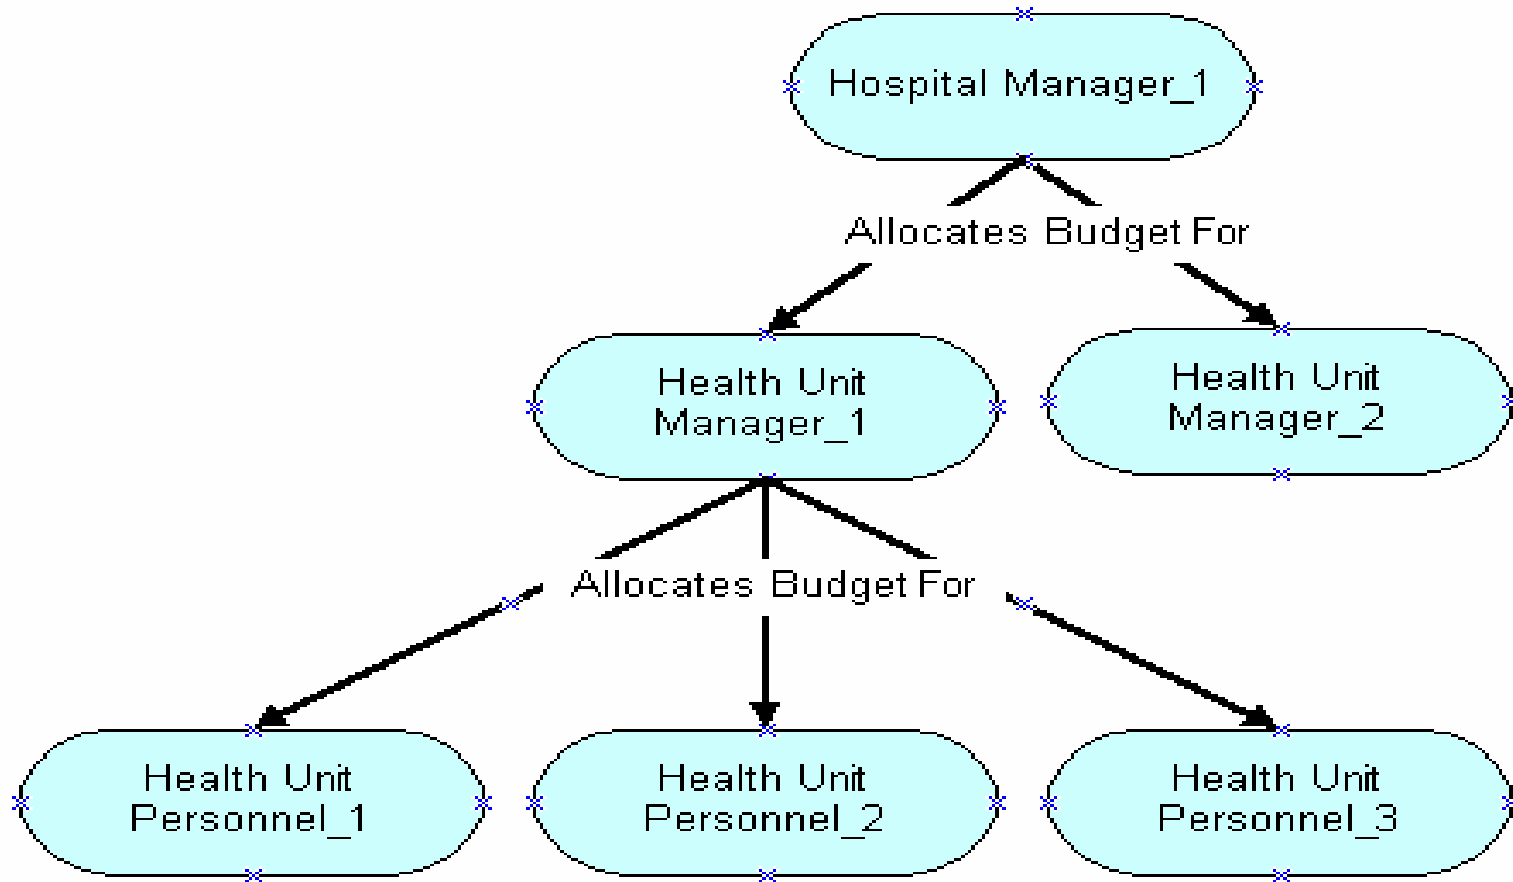 Hospital Manager_1
Allocates Budget For
Health Unit
Manager_1
Health Unit
Manager_2
Allocates Budget For
Health Unit
Personnel_1
Health Unit
Personnel_2
Health Unit
Personnel_3